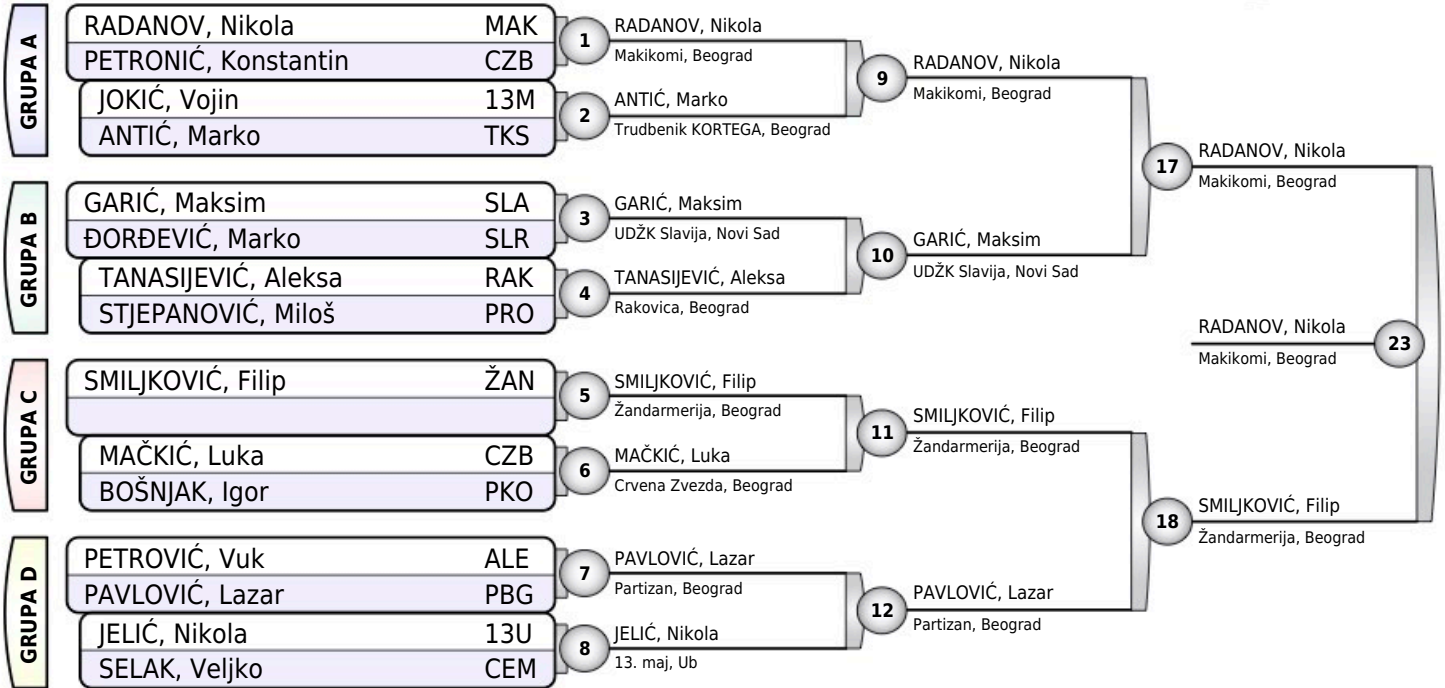 GRUPA A
RADANOV, Nikola MAK
PETRONIĆ, Konstantin CZB
JOKIĆ, Vojin 13M
ANTIĆ, Marko TKS
GRUPA B
GARIĆ, Maksim SLA
ĐORĐEVIĆ, Marko SLR
TANASIJEVIĆ, Aleksa RAK
STJEPANOVIĆ, Miloš PRO
GRUPA C
SMILJKOVIĆ, Filip ŽAN
MAČKIĆ, Luka CZB
BOŠNJAK, Igor PKO
GRUPA D
PETROVIĆ, Vuk ALE
PAVLOVIĆ, Lazar PBG
JELIĆ, Nikola 13U
SELAK, Veljko CEM
1
RADANOV, Nikola
Makikomi, Beograd
2
ANTIĆ, Marko
Trudbenik KORTEGA, Beograd
3
GARIĆ, Maksim
UDŽK Slavija, Novi Sad
4
TANASIJEVIĆ, Aleksa
Rakovica, Beograd
5
SMILJKOVIĆ, Filip
Žandarmerija, Beograd
6
MAČKIĆ, Luka
Crvena Zvezda, Beograd
7
PAVLOVIĆ, Lazar
Partizan, Beograd
8
JELIĆ, Nikola
13. maj, Ub
9
RADANOV, Nikola
Makikomi, Beograd
10
GARIĆ, Maksim
UDŽK Slavija, Novi Sad
11
SMILJKOVIĆ, Filip
Žandarmerija, Beograd
12
PAVLOVIĆ, Lazar
Partizan, Beograd
17
RADANOV, Nikola
Makikomi, Beograd
18
SMILJKOVIĆ, Filip
Žandarmerija, Beograd
RADANOV, Nikola
Makikomi, Beograd
23